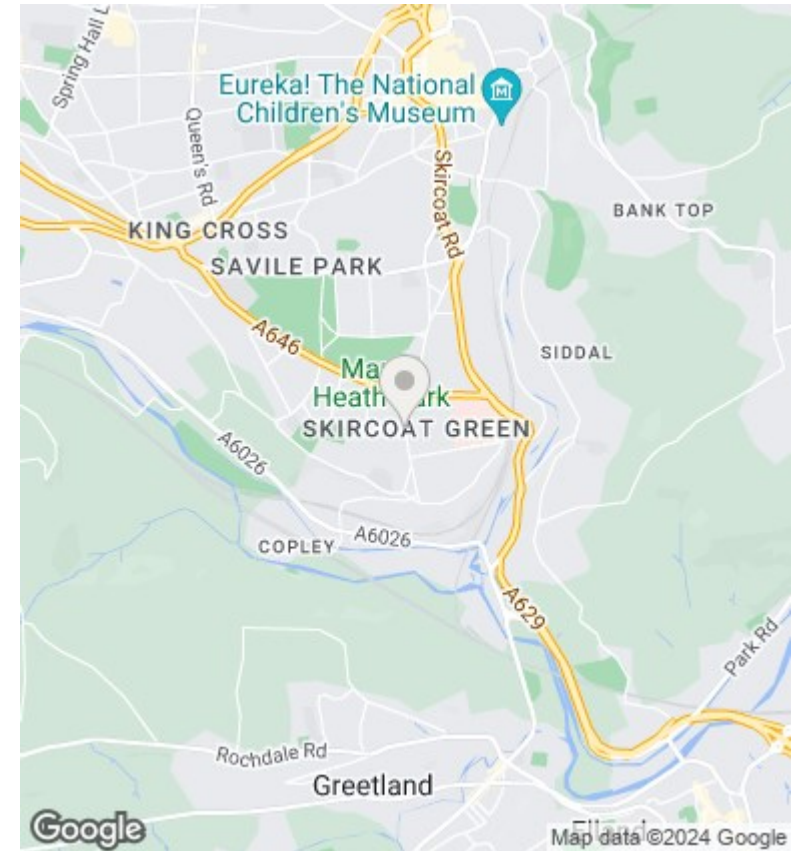 Spring Hall L
Eureka! The National
Children's Museum
Queen's Rd
Skircoat Rd
BANK TOP
KING CROSS
SAVILE PARK
A646
SIDDAL
Heath
SKIRCOAT GREEN
A6026
A6026
COPLEY
A629
Park Rd
Rochdale Rd
Greetland
Google
Map data ©2024 Google